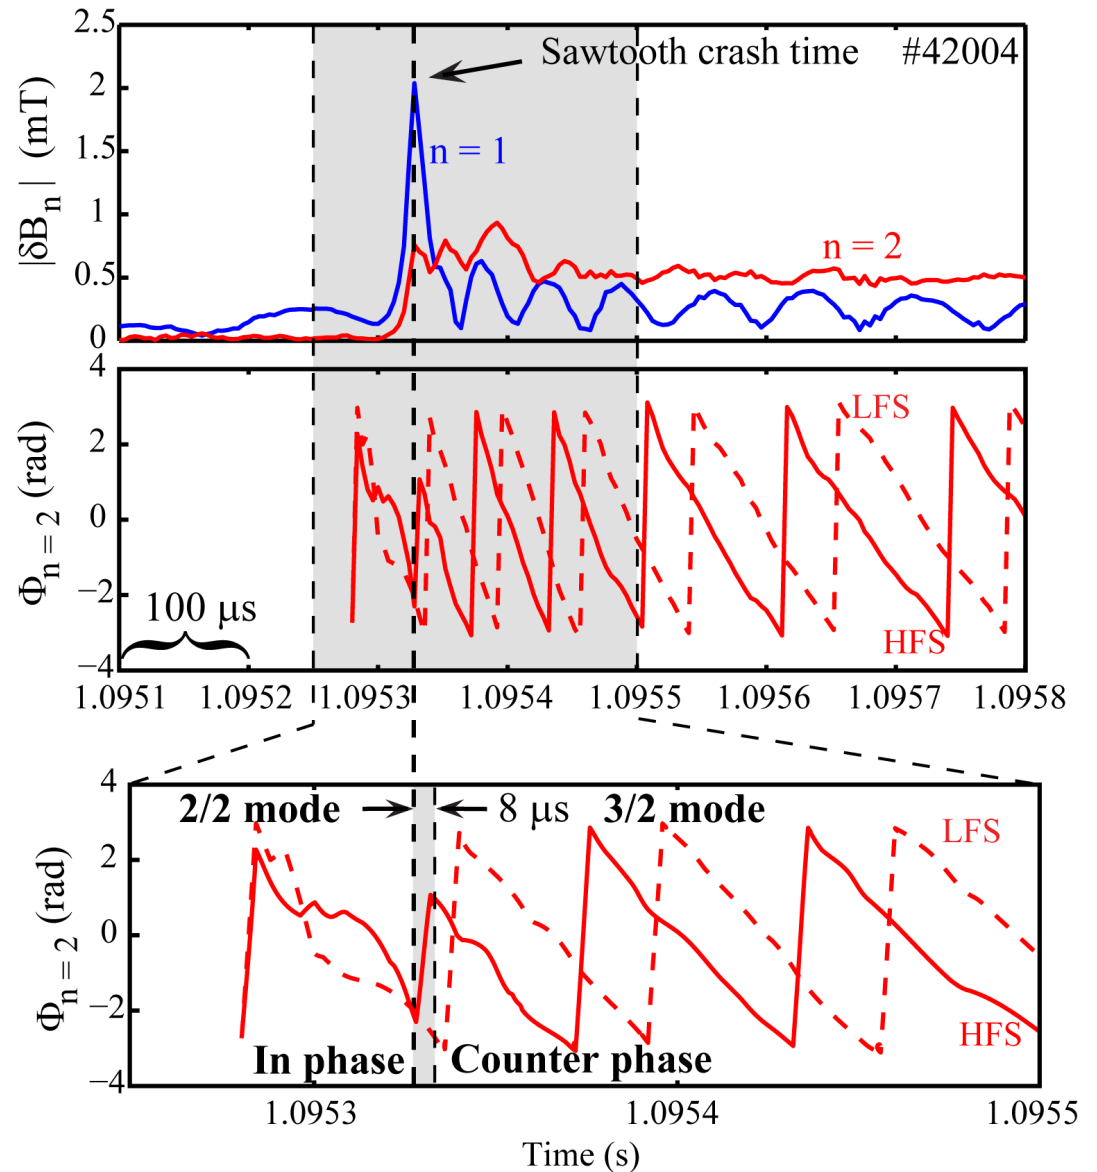 2.5
Sawtooth crash time #42004
2
|δBₙ| (mT)
1.5
n = 1
1
n = 2
0.5
0
4
LFS
2
Φₙ ₌ ₂ (rad)
0
−2
100 μs
HFS
−4
1.0951 1.0952 1.0953 1.0954 1.0955 1.0956 1.0957 1.0958
4
2/2 mode 8 μs 3/2 mode
LFS
2
Φₙ ₌ ₂ (rad)
0
−2
HFS
In phase Counter phase
−4
1.0953 1.0954 1.0955
Time (s)